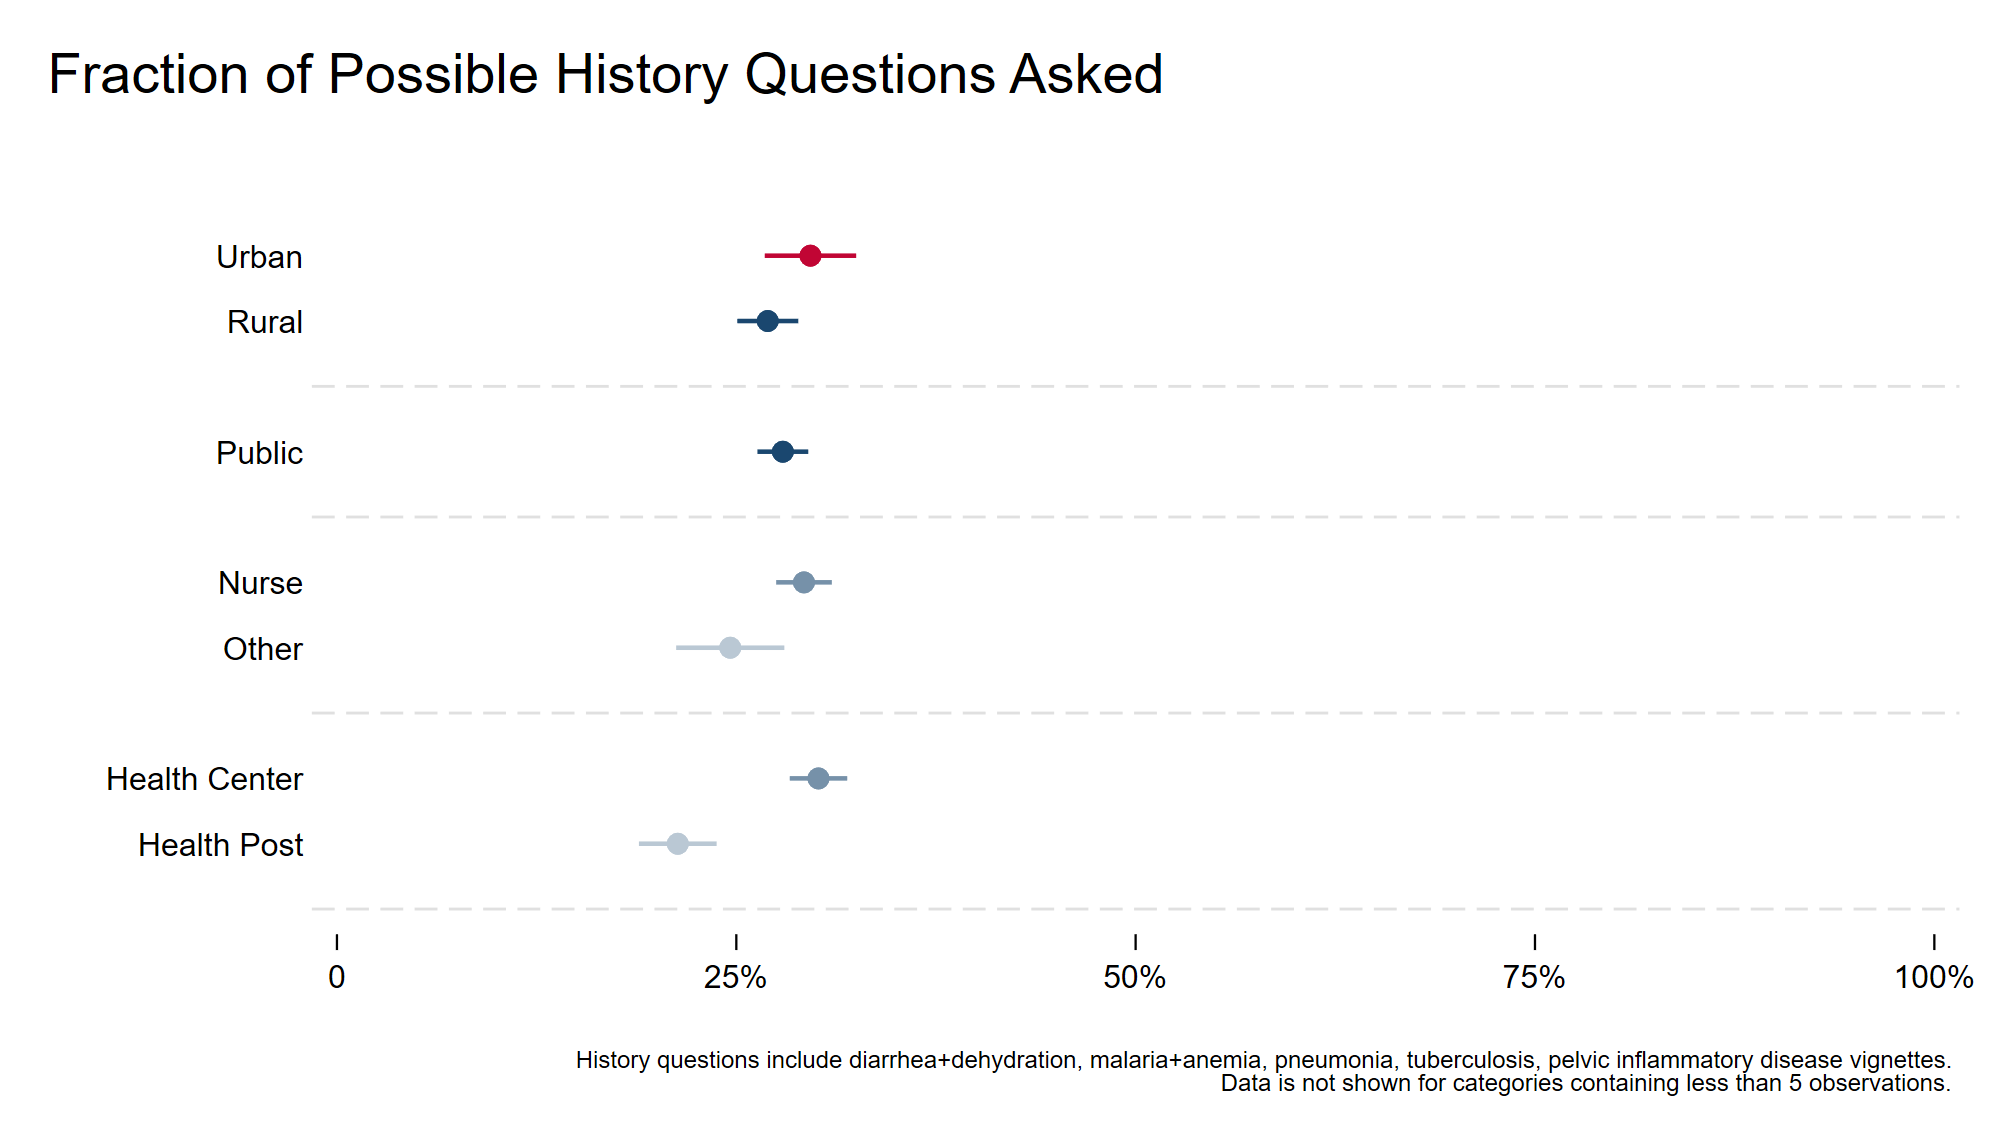 Fraction of Possible History Questions Asked
Urban
Rural
Public
Nurse
Other
Health Center
Health Post
0 25% 50% 75% 100%
History questions include diarrhea+dehydration, malaria+anemia, pneumonia, tuberculosis, pelvic inflammatory disease vignettes.
Data is not shown for categories containing less than 5 observations.